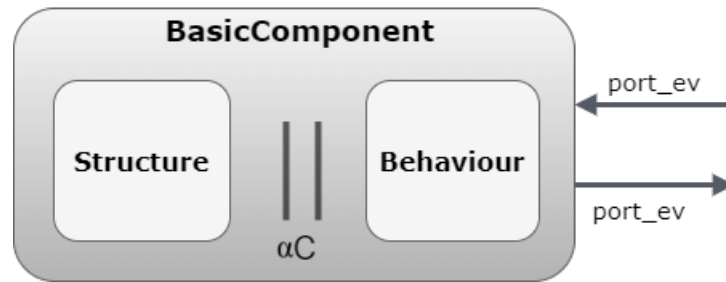 BasicComponent
port_ev
Structure
Behaviour
port_ev
αC